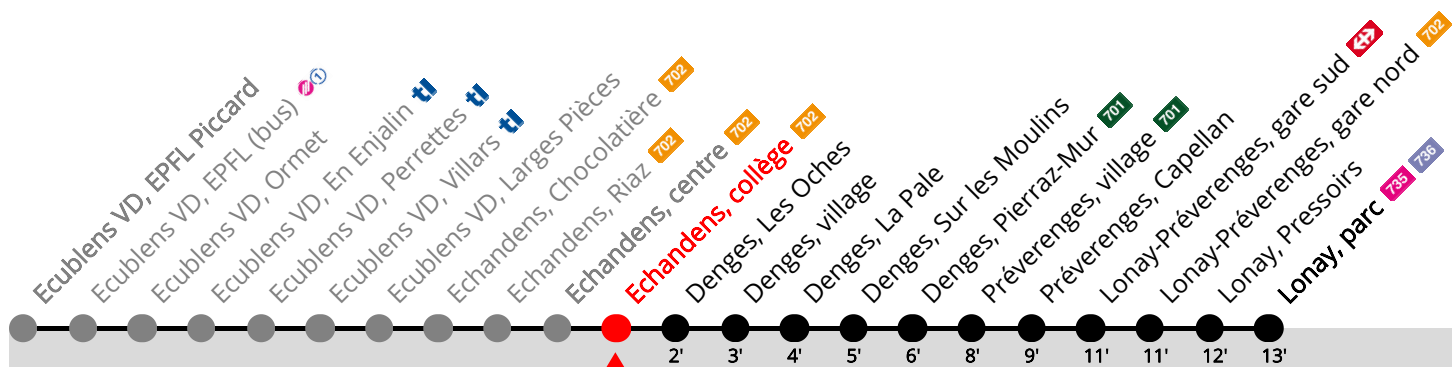 Ecublens VD, EPFL Piccard
Ecublens VD, EPFL (bus) m 1
Ecublens VD, Ormet
Ecublens VD, En Enjalin tl
Ecublens VD, Perrettes tl
Ecublens VD, Villars tl
Ecublens VD, Larges Pièces
Echandens, Chocolatière 702
Echandens, Riaz 702
Echandens, centre 702
Echandens, collège 702
Denges, Les Oches
Denges, village
Denges, La Pale
Denges, Sur les Moulins
Denges, Pierraz-Mur 701
Préverenges, village 701
Préverenges, Capellan
Lonay-Préverenges, gare sud
Lonay-Préverenges, gare nord 702
Lonay, Pressoirs
Lonay, parc 735 736
2' 3' 4' 5' 6' 8' 9' 11' 11' 12' 13'